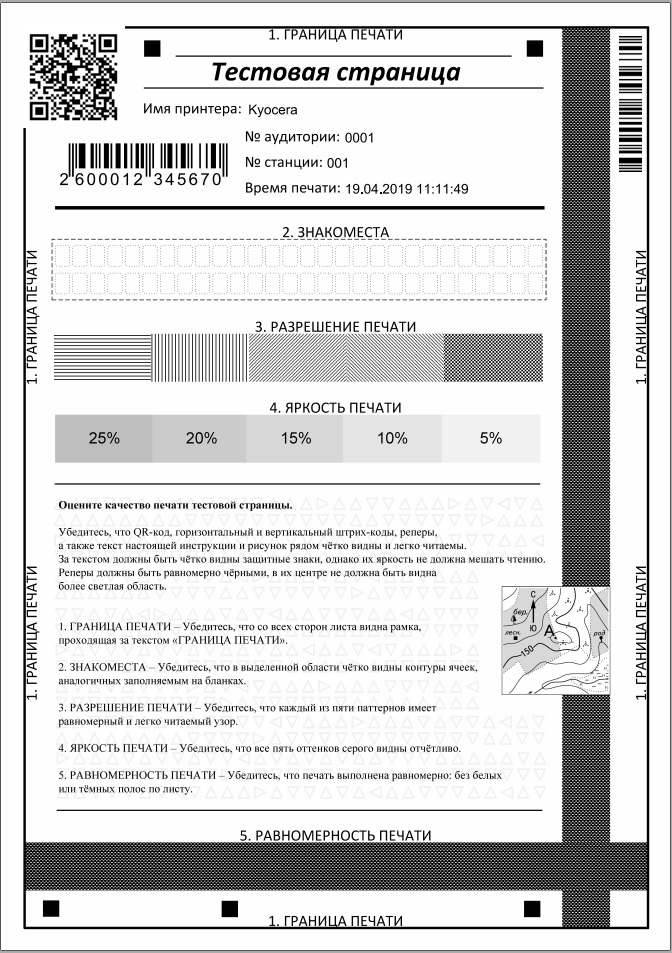 1. ГРАНИЦА ПЕЧАТИ
Тестовая страница
Имя принтера: Kyocera
№ аудитории: 0001
№ станции: 001
Время печати: 19.04.2019 11:11:49
2 600012 345670
2. ЗНАКОМЕСТА
1. ГРАНИЦА ПЕЧАТИ
1. ГРАНИЦА ПЕЧАТИ
3. РАЗРЕШЕНИЕ ПЕЧАТИ
4. ЯРКОСТЬ ПЕЧАТИ
25% 20% 15% 10% 5%
Оцените качество печати тестовой страницы.
Убедитесь, что QR-код, горизонтальный и вертикальный штрих-коды, реперы,
а также текст настоящей инструкции и рисунок рядом чётко видны и легко читаемы.
За текстом должны быть чётко видны защитные знаки, однако их яркость не должна мешать чтению.
Реперы должны быть равномерно чёрными, в их центре не должна быть видна
более светлая область.
1. ГРАНИЦА ПЕЧАТИ – Убедитесь, что со всех сторон листа видна рамка,
проходящая за текстом «ГРАНИЦА ПЕЧАТИ».
2. ЗНАКОМЕСТА – Убедитесь, что в выделенной области чётко видны контуры ячеек,
аналогичных заполняемым на бланках.
3. РАЗРЕШЕНИЕ ПЕЧАТИ – Убедитесь, что каждый из пяти паттернов имеет
равномерный и легко читаемый узор.
4. ЯРКОСТЬ ПЕЧАТИ – Убедитесь, что все пять оттенков серого видны отчётливо.
5. РАВНОМЕРНОСТЬ ПЕЧАТИ – Убедитесь, что печать выполнена равномерно: без белых
или тёмных полос по листу.
С
бер.
Ю
лесн.
А
род
150
1. ГРАНИЦА ПЕЧАТИ
1. ГРАНИЦА ПЕЧАТИ
5. РАВНОМЕРНОСТЬ ПЕЧАТИ
1. ГРАНИЦА ПЕЧАТИ